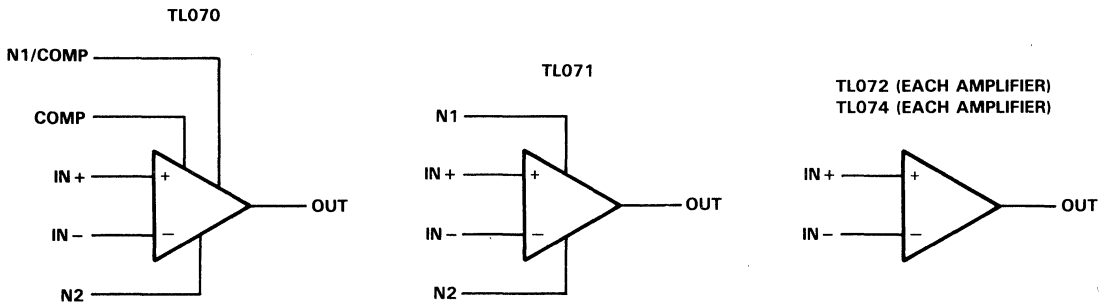 TL070
N1/COMP
COMP
IN+
+
IN−
−
N2
OUT
TL071
N1
IN+
+
IN−
−
N2
OUT
TL072 (EACH AMPLIFIER)
TL074 (EACH AMPLIFIER)
IN+
+
IN−
−
OUT